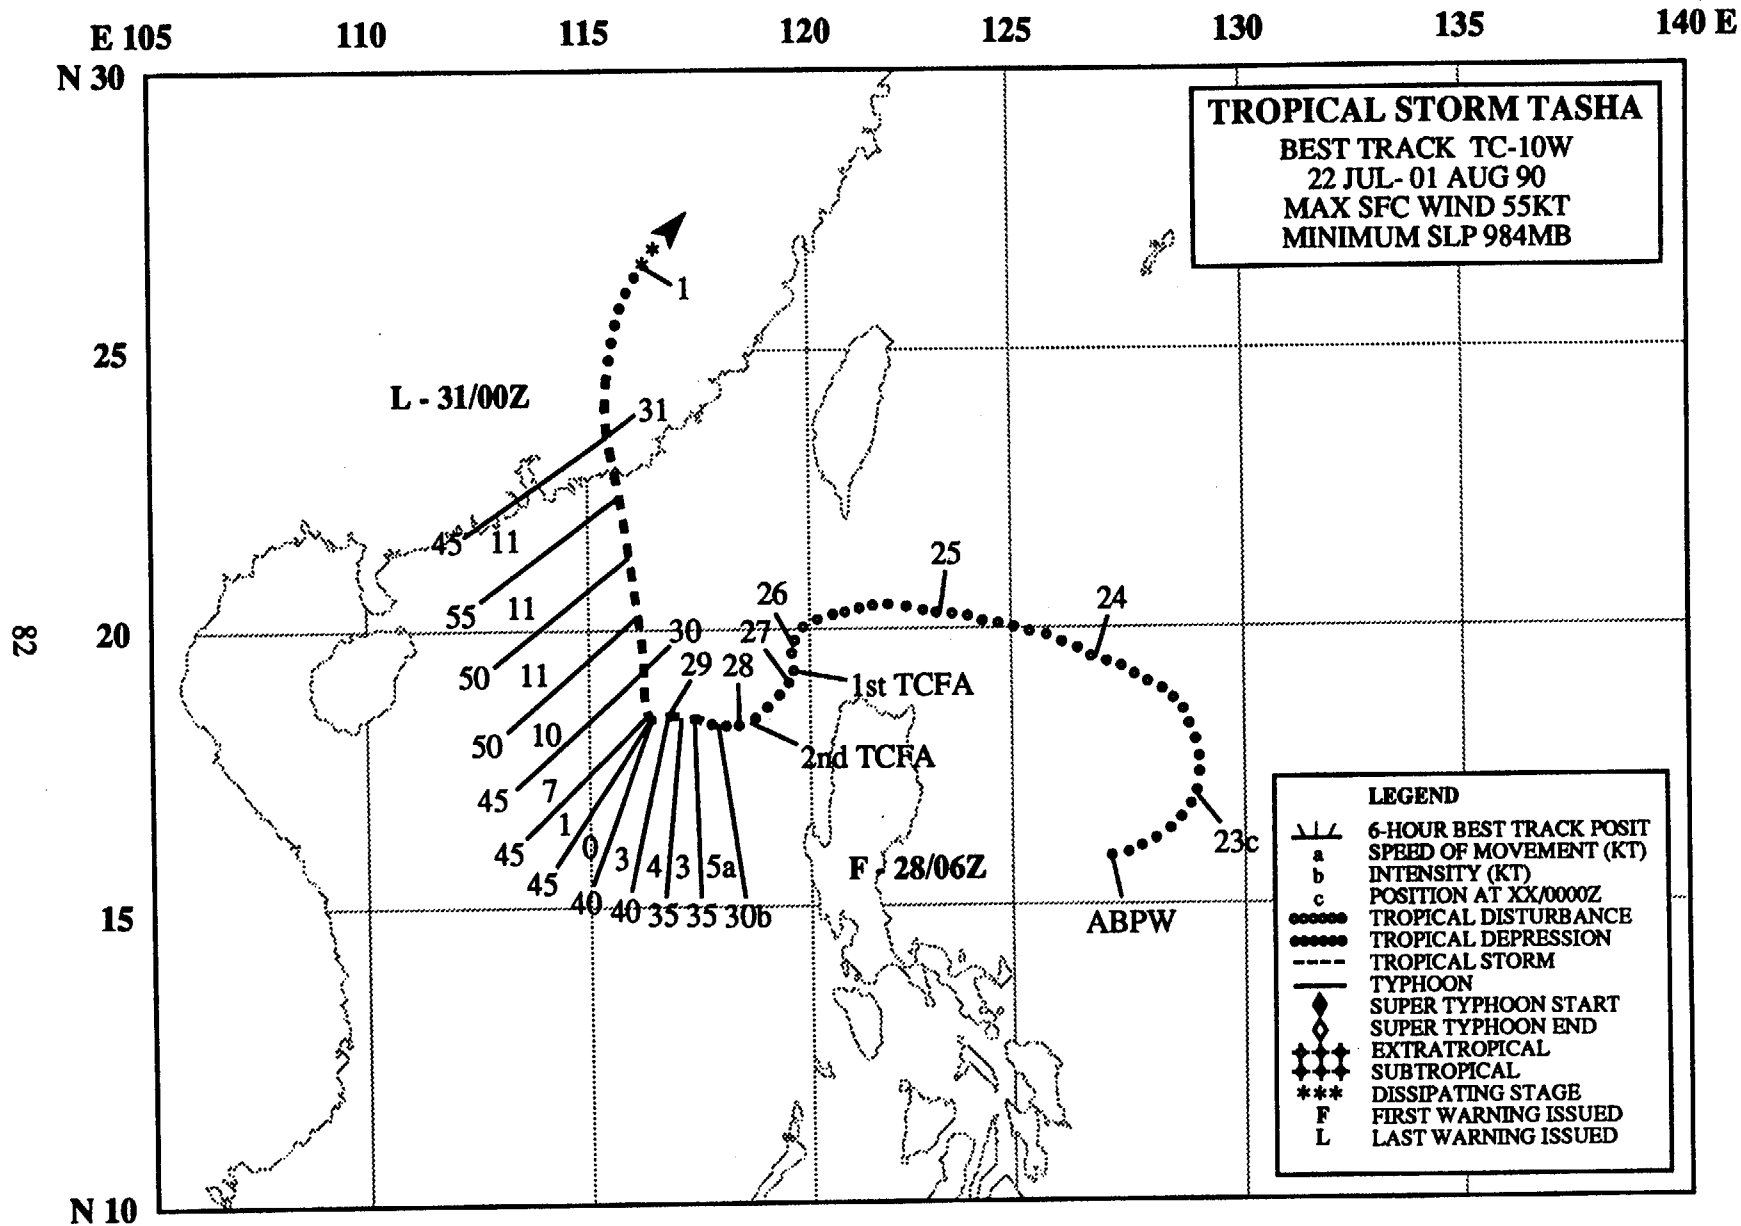 E 105 110 115 120 125 130 135 140 E
N 30
TROPICAL STORM TASHA
BEST TRACK TC-10W
22 JUL- 01 AUG 90
MAX SFC WIND 55KT
MINIMUM SLP 984MB
1
25
L - 31/00Z
31
45 11
25
26
24
55 11
20
27
30
82
29
28
50 11
1st TCFA
50 10
2nd TCFA
45 7
LEGEND
6-HOUR BEST TRACK POSIT
a SPEED OF MOVEMENT (KT)
b INTENSITY (KT)
c POSITION AT XX/0000Z
TROPICAL DISTURBANCE
TROPICAL DEPRESSION
TROPICAL STORM
TYPHOON
SUPER TYPHOON START
SUPER TYPHOON END
EXTRATROPICAL
SUBTROPICAL
*** DISSIPATING STAGE
F FIRST WARNING ISSUED
L LAST WARNING ISSUED
23c
1
45 0 3 4 3 5a
F - 28/06Z
45
40 40 35 35 30b
15
ABPW
N 10